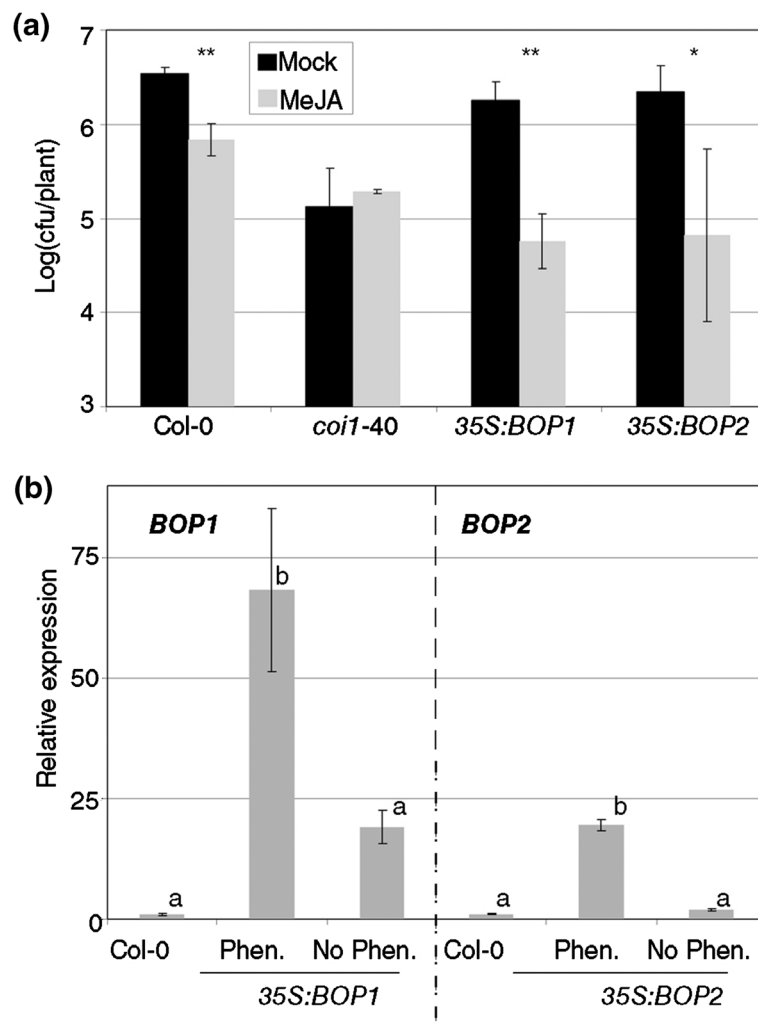 (a)
Log(cfu/plant)
7
6
5
4
3
Mock
MeJA
** ** *
Col-0 coi1-40 35S:BOP1 35S:BOP2
(b)
Relative expression
75
50
25
0
BOP1 BOP2
a b a a b a
Col-0 Phen. No Phen. Col-0 Phen. No Phen.
35S:BOP1 35S:BOP2